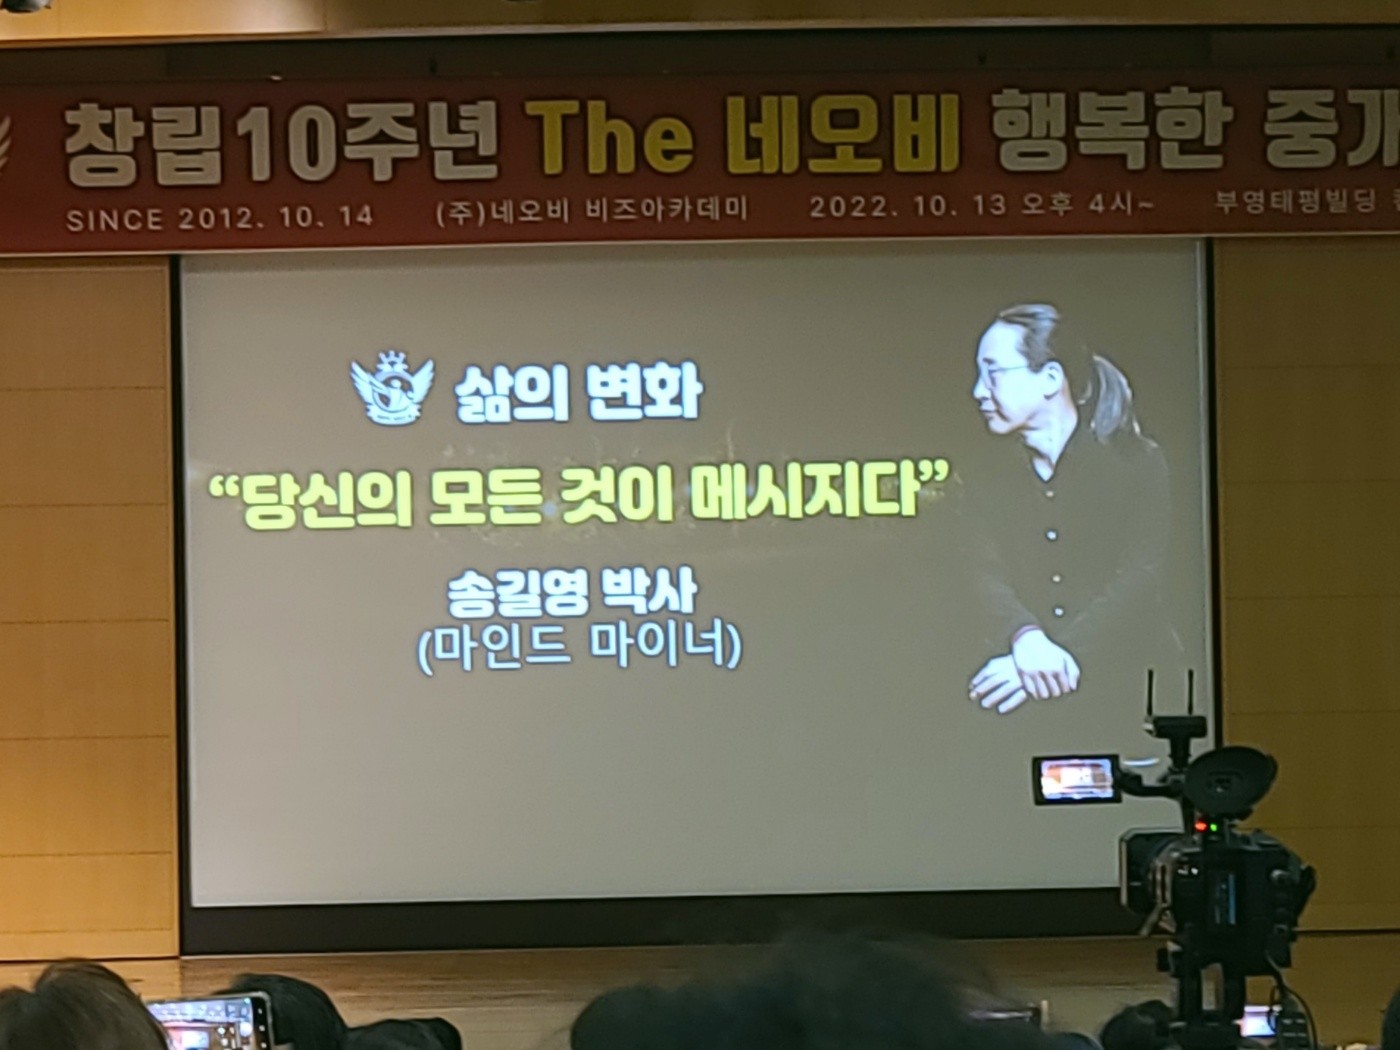 창립10주년 The 네오비 행복한 중개
SINCE 2012. 10. 14 (주)네오비 비즈아카데미 2022. 10. 13 오후 4시~ 부영태평빌딩
삶의 변화
“당신의 모든 것이 메시지다”
송길영 박사
(마인드 마이너)